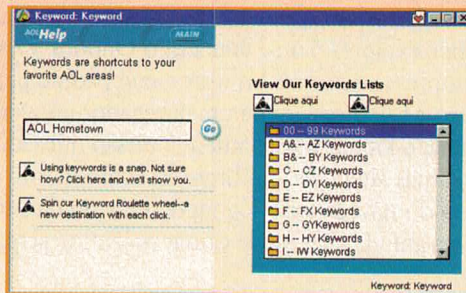 Keyword: Keyword
AOL Help MAIN
Keywords are shortcuts to your
favorite AOL areas!
AOL Hometown
Go
Using keywords is a snap. Not sure
how? Click here and we'll show you.
Spin our Keyword Roulette wheel--a
new destination with each click.
View Our Keywords Lists
Clique aqui Clique aqui
00 -- 99 Keywords
A& -- AZ Keywords
B& -- BY Keywords
C -- CZ Keywords
D -- DY Keywords
E -- EZ Keywords
F -- FX Keywords
G -- GYKeywords
H -- HY Keywords
I -- IW Keywords
Keyword: Keyword